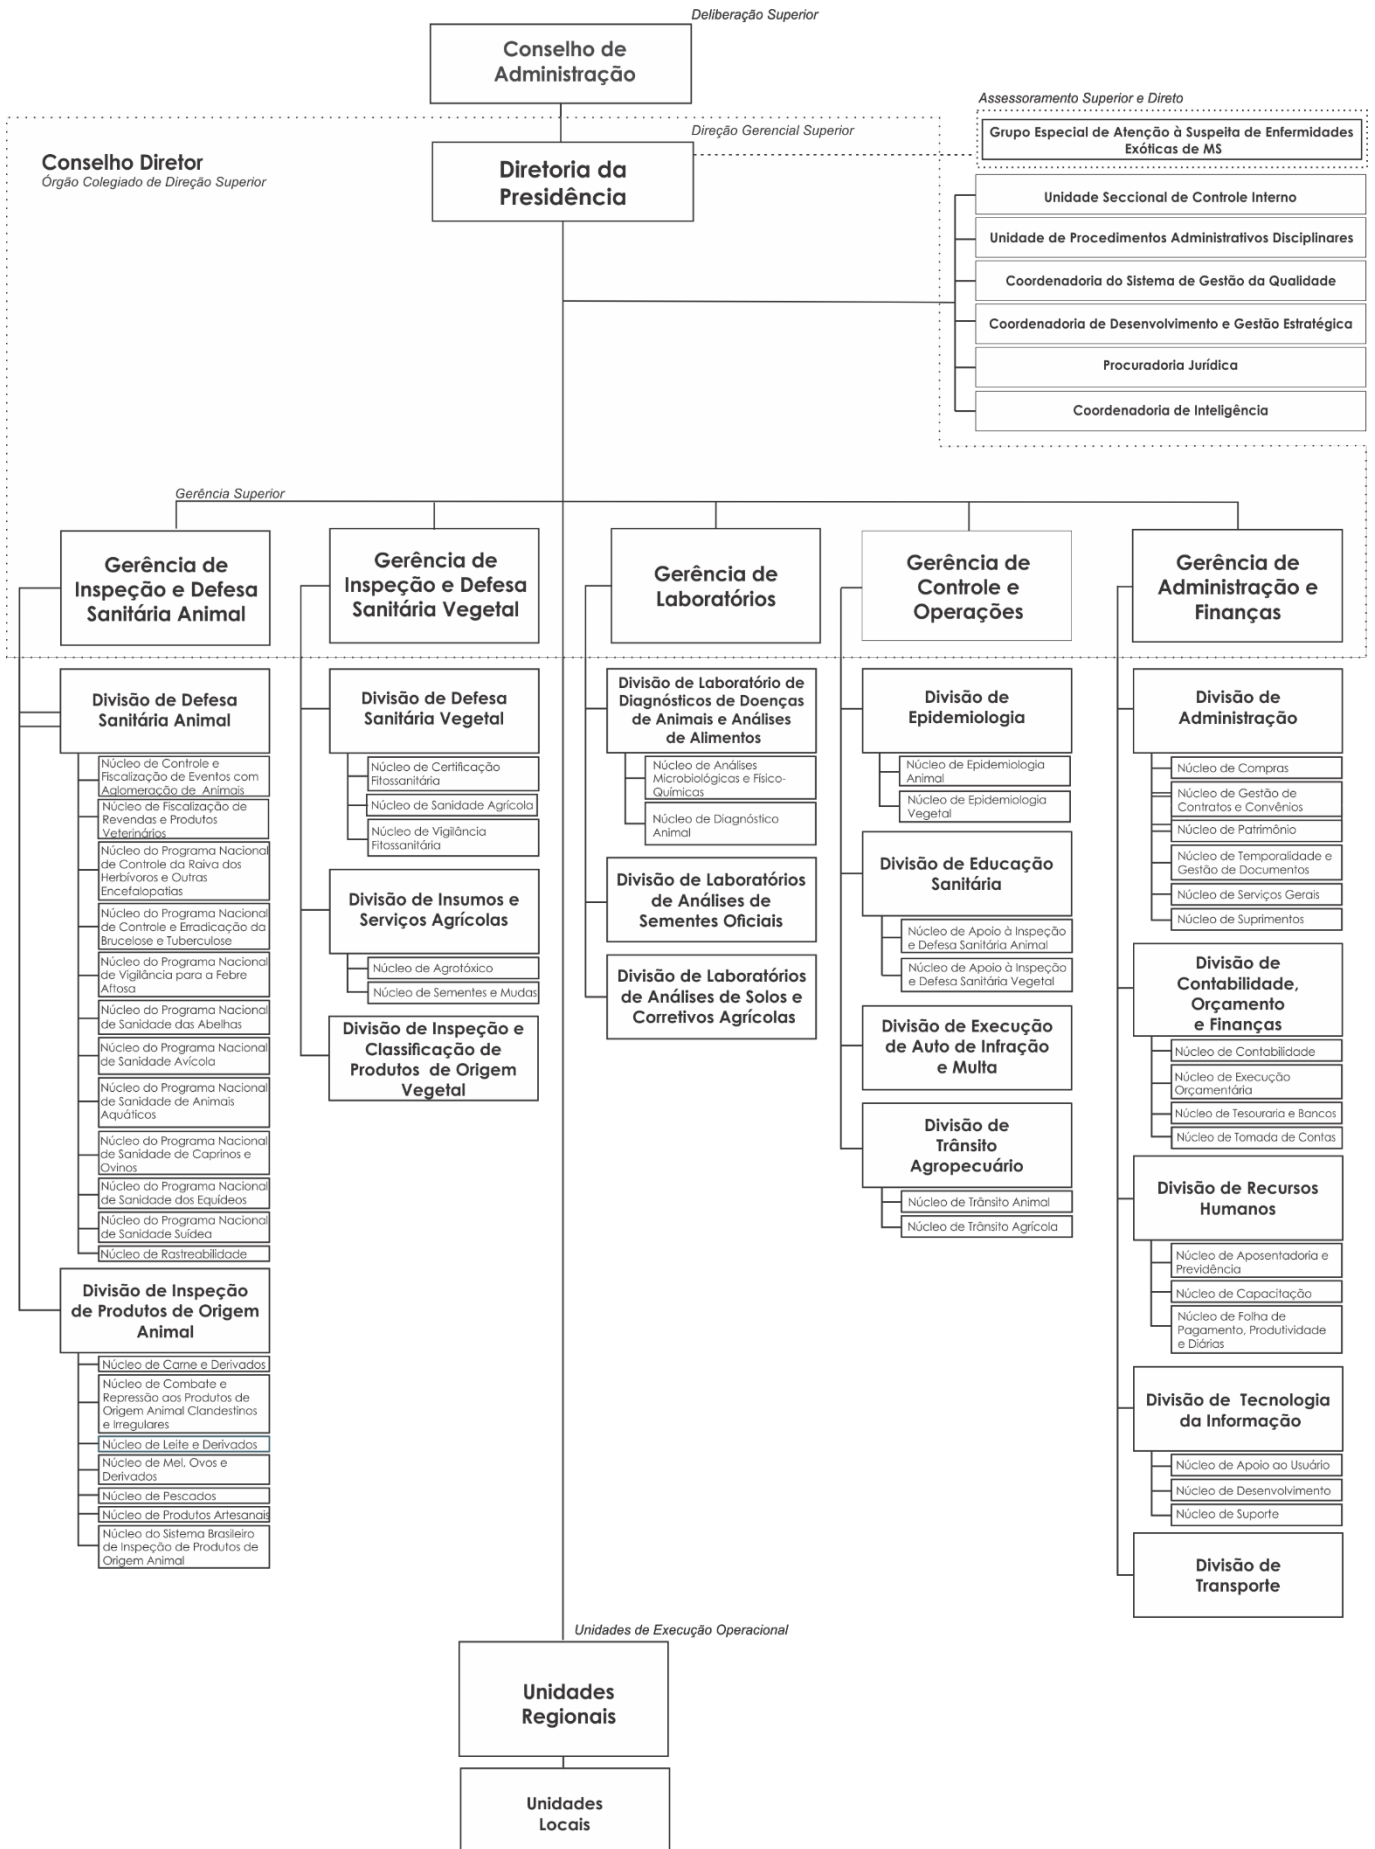 Deliberação Superior
Conselho de
Administração
Assessoramento Superior e Direto
Grupo Especial de Atenção à Suspeita de Enfermidades
Exóticas de MS
Direção Gerencial Superior
Conselho Diretor
Órgão Colegiado de Direção Superior
Diretoria da
Presidência
Unidade Seccional de Controle Interno
Unidade de Procedimentos Administrativos Disciplinares
Coordenadoria do Sistema de Gestão da Qualidade
Coordenadoria de Desenvolvimento e Gestão Estratégica
Procuradoria Jurídica
Coordenadoria de Inteligência
Gerência Superior
Gerência de
Inspeção e Defesa
Sanitária Animal
Divisão de Defesa
Sanitária Animal
Núcleo de Controle e
Fiscalização de Eventos com
Aglomeração de Animais
Núcleo de Fiscalização de
Revendas e Produtos
Veterinários
Núcleo do Programa Nacional
de Controle da Raiva dos
Herbívoros e Outras
Encefalopatias
Núcleo do Programa Nacional
de Controle e Erradicação da
Brucelose e Tuberculose
Núcleo do Programa Nacional
de Vigilância para a Febre
Aftosa
Núcleo do Programa Nacional
de Sanidade das Abelhas
Núcleo do Programa Nacional
de Sanidade Avícola
Núcleo do Programa Nacional
de Sanidade de Animais
Aquáticos
Núcleo do Programa Nacional
de Sanidade de Caprinos e
Ovinos
Núcleo do Programa Nacional
de Sanidade dos Equídeos
Núcleo do Programa Nacional
de Sanidade Suídea
Núcleo de Rastreabilidade
Divisão de Inspeção
de Produtos de Origem
Animal
Núcleo de Carne e Derivados
Núcleo de Combate e
Repressão aos Produtos de
Origem Animal Clandestinos
e Irregulares
Núcleo de Leite e Derivados
Núcleo de Mel, Ovos e
Derivados
Núcleo de Pescados
Núcleo de Produtos Artesanais
Núcleo do Sistema Brasileiro
de Inspeção de Produtos de
Origem Animal
Gerência de
Inspeção e Defesa
Sanitária Vegetal
Divisão de Defesa
Sanitária Vegetal
Núcleo de Certificação
Fitossanitária
Núcleo de Sanidade Agrícola
Núcleo de Vigilância
Fitossanitária
Divisão de Insumos e
Serviços Agrícolas
Núcleo de Agrotóxico
Núcleo de Sementes e Mudas
Divisão de Inspeção e
Classificação de
Produtos de Origem
Vegetal
Gerência de
Laboratórios
Divisão de Laboratório de
Diagnósticos de Doenças
de Animais e Análises
de Alimentos
Núcleo de Análises
Microbiológicas e Físico-
Químicas
Núcleo de Diagnóstico
Animal
Divisão de Laboratórios
de Análises de
Sementes Oficiais
Divisão de Laboratórios
de Análises de Solos e
Corretivos Agrícolas
Gerência de
Controle e
Operações
Divisão de
Epidemiologia
Núcleo de Epidemiologia
Animal
Núcleo de Epidemiologia
Vegetal
Divisão de Educação
Sanitária
Núcleo de Apoio à Inspeção
e Defesa Sanitária Animal
Núcleo de Apoio à Inspeção
e Defesa Sanitária Vegetal
Divisão de Execução
de Auto de Infração
e Multa
Divisão de
Trânsito
Agropecuário
Núcleo de Trânsito Animal
Núcleo de Trânsito Agrícola
Gerência de
Administração e
Finanças
Divisão de
Administração
Núcleo de Compras
Núcleo de Gestão de
Contratos e Convênios
Núcleo de Patrimônio
Núcleo de Temporalidade e
Gestão de Documentos
Núcleo de Serviços Gerais
Núcleo de Suprimentos
Divisão de
Contabilidade,
Orçamento
e Finanças
Núcleo de Contabilidade
Núcleo de Execução
Orçamentária
Núcleo de Tesouraria e Bancos
Núcleo de Tomada de Contas
Divisão de Recursos
Humanos
Núcleo de Aposentadoria e
Previdência
Núcleo de Capacitação
Núcleo de Folha de
Pagamento, Produtividade
e Diárias
Divisão de Tecnologia
da Informação
Núcleo de Apoio ao Usuário
Núcleo de Desenvolvimento
Núcleo de Suporte
Divisão de
Transporte
Unidades de Execução Operacional
Unidades
Regionais
Unidades
Locais